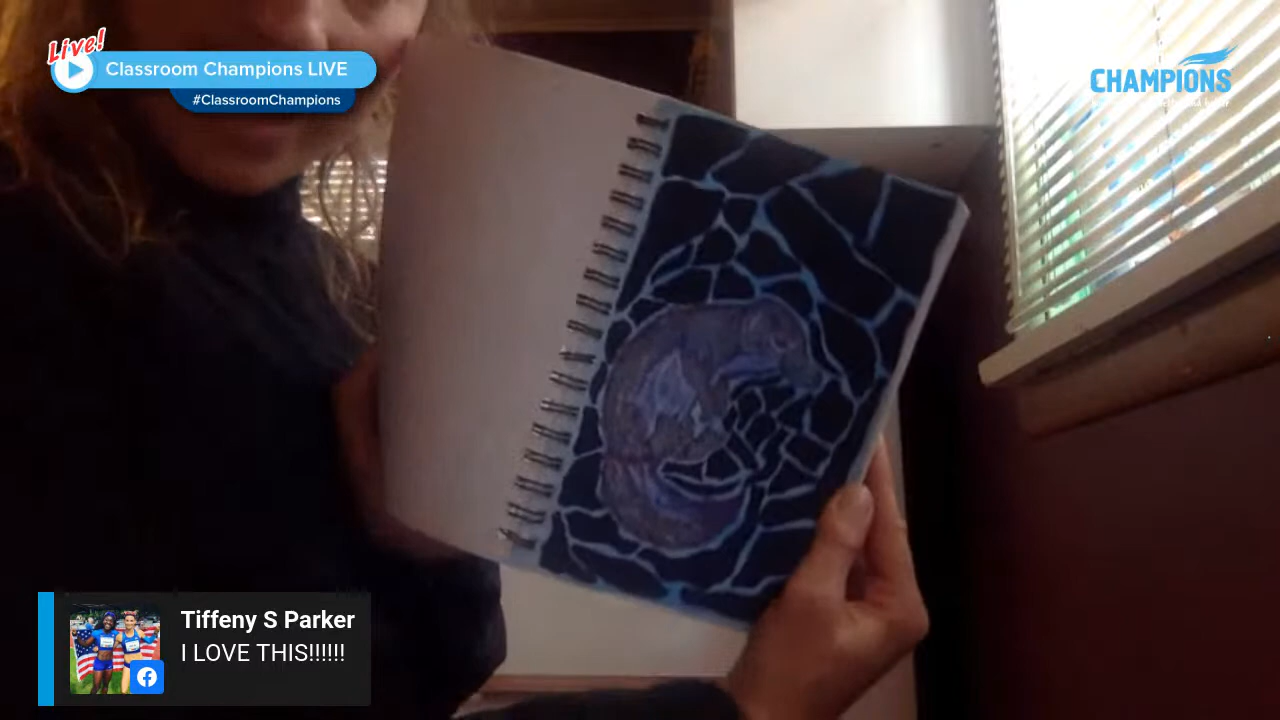 Live!
Classroom Champions LIVE
#ClassroomChampions
CHAMPIONS
Tiffeny S Parker
I LOVE THIS!!!!!!